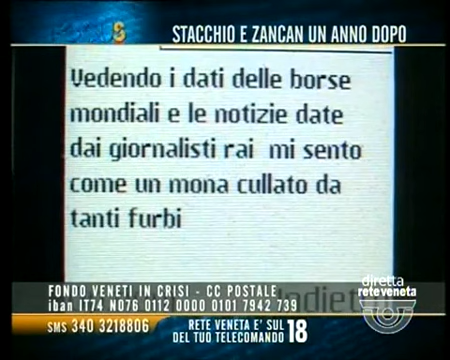 S
STACCHIO E ZANCAN UN ANNO DOPO
Vedendo i dati delle borse
mondiali e le notizie date
dai giornalisti rai mi sento
come un mona cullato da
tanti furbi
FONDO VENETI IN CRISI - CC POSTALE
iban IT74 N076 0112 0000 0101 7942 739
diretta
reteveneta
SMS 340 3218806
RETE VENETA E' SUL
DEL TUO TELECOMANDO 18